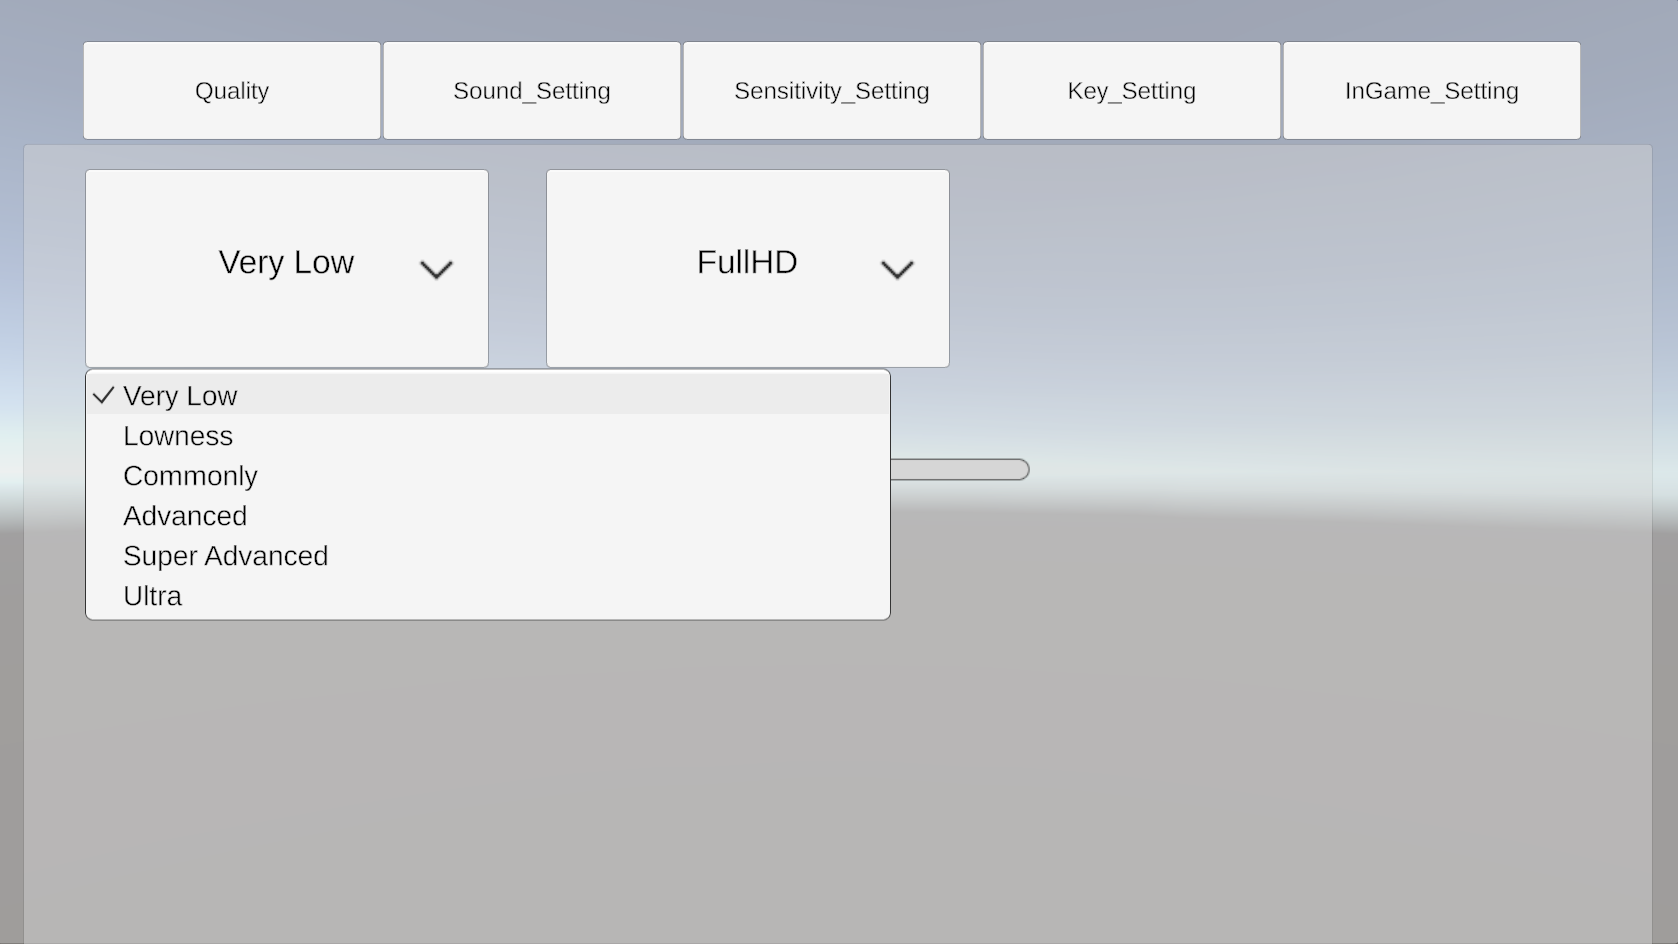 Quality
Sound_Setting
Sensitivity_Setting
Key_Setting
InGame_Setting
Very Low
FullHD
Very Low
Lowness
Commonly
Advanced
Super Advanced
Ultra